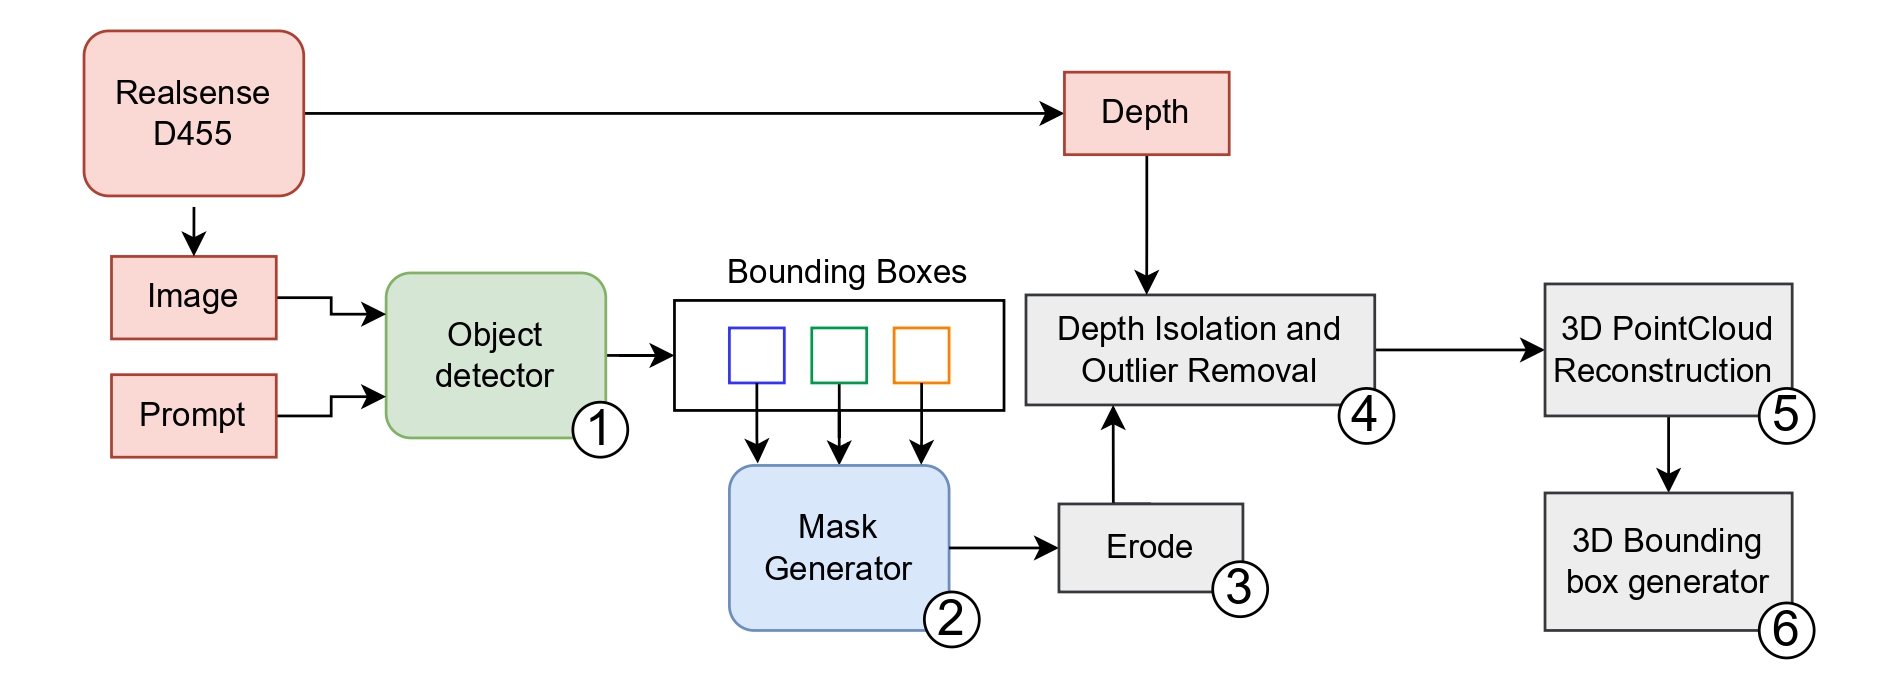 Realsense
D455
Depth
Image
Prompt
Object
detector
1
Bounding Boxes
Mask
Generator
2
Erode
3
Depth Isolation and
Outlier Removal
4
3D PointCloud
Reconstruction
5
3D Bounding
box generator
6